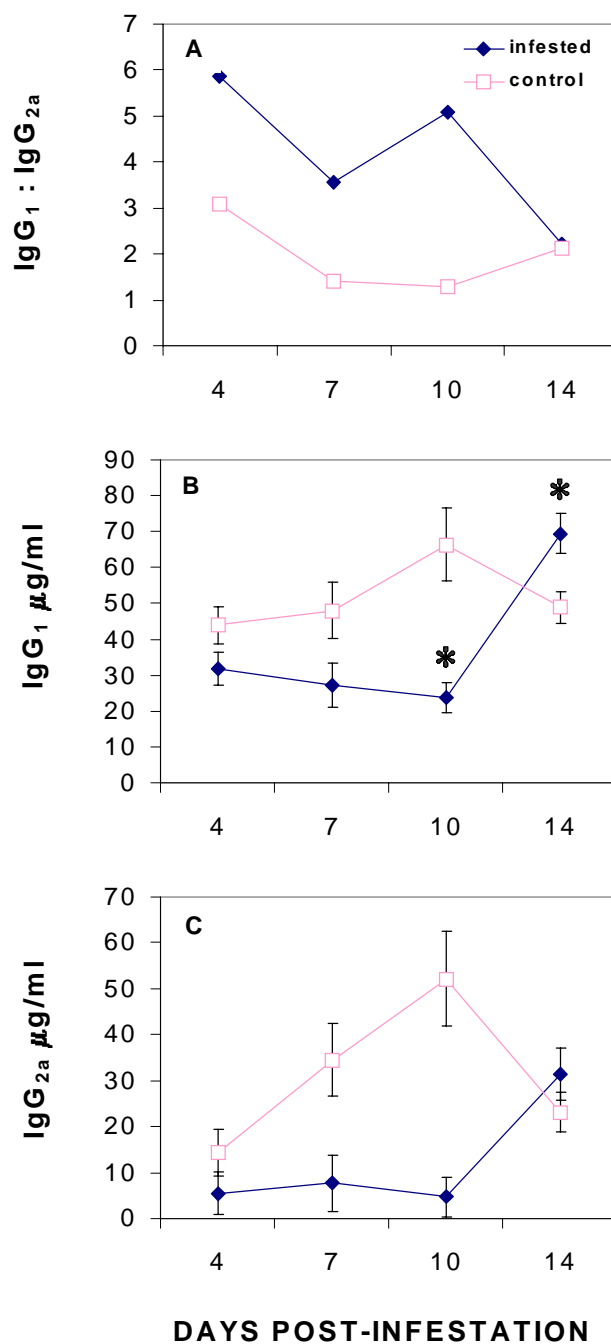 A
infested
control
IgG1 : IgG2a
7
6
5
4
3
2
1
0
4 7 10 14
B
IgG1 µg/ml
90
80
70
60
50
40
30
20
10
0
*
*
4 7 10 14
C
IgG2a µg/ml
70
60
50
40
30
20
10
0
4 7 10 14
DAYS POST-INFESTATION